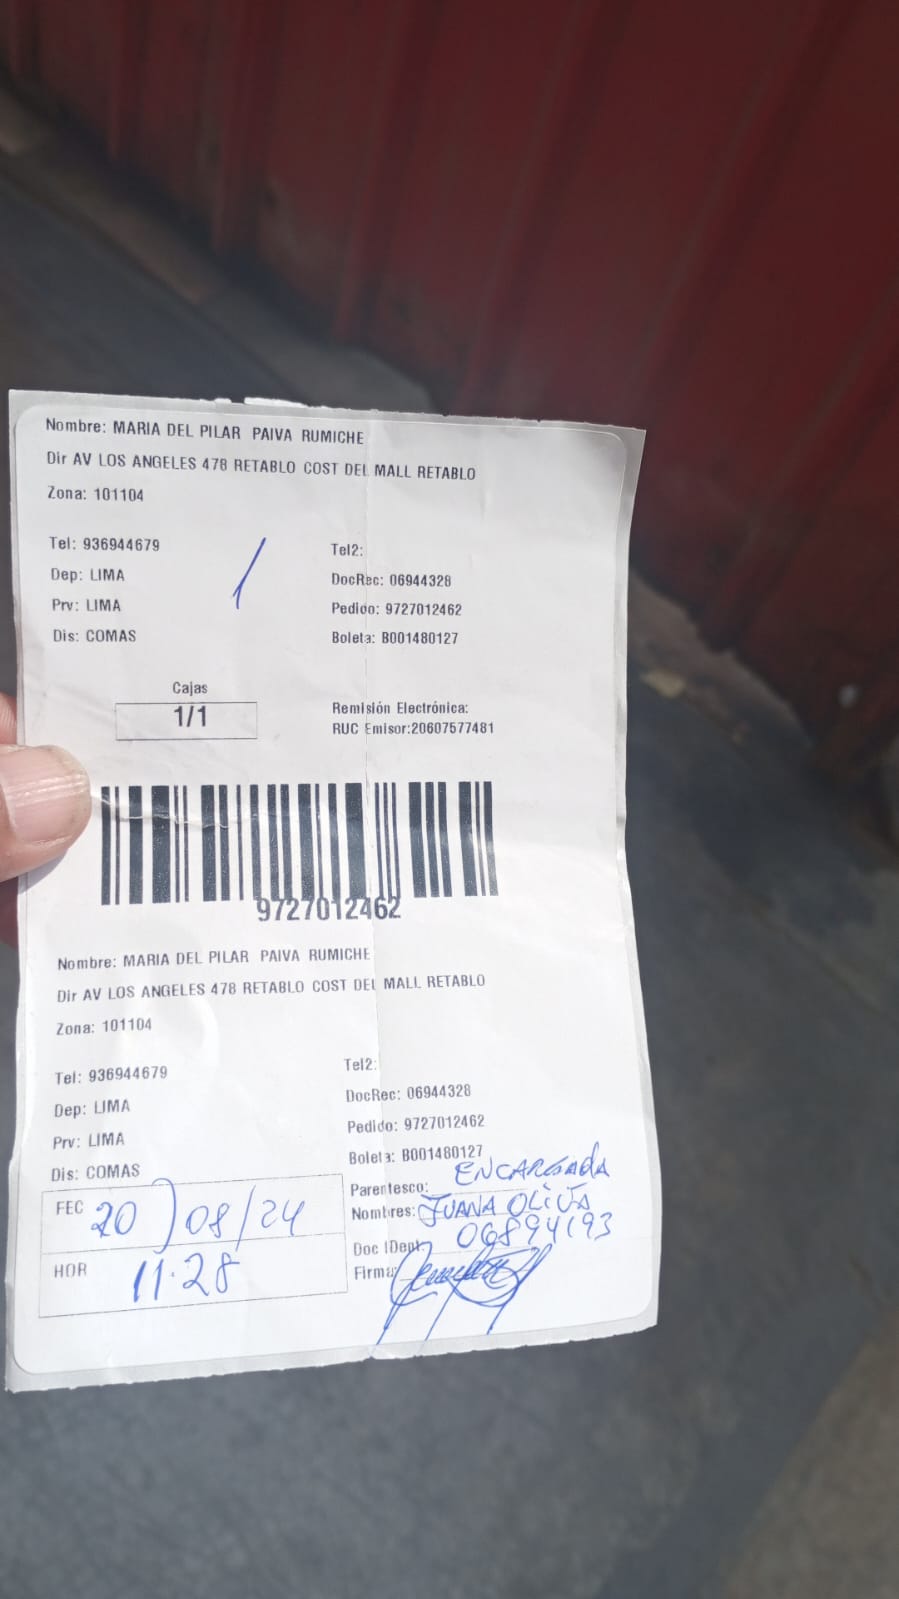 Nombre: MARIA DEL PILAR PAIVA RUMICHE
Dir AV LOS ANGELES 478 RETABLO COST DEL MALL RETABLO
Zona: 101104
Tel: 936944679
Tel2:
Dep: LIMA
DocRec: 06944328
Prv: LIMA
Pedido: 9727012462
Dis: COMAS
Boleta: B001480127
Cajas
1/1
Remisión Electrónica:
RUC Emisor:20607577481
9727012462
Nombre: MARIA DEL PILAR PAIVA RUMICHE
Dir AV LOS ANGELES 478 RETABLO COST DEL MALL RETABLO
Zona: 101104
Tel: 936944679
Tel2:
Dep: LIMA
DocRec: 06944328
Prv: LIMA
Pedido: 9727012462
Dis: COMAS
Boleta: B001480127
Parentesco: ENCARGADA
FEC 20/08/24
Nombres: JUANA OLIVA
Doc IDent: 06894193
HOR 11.28
Firma: